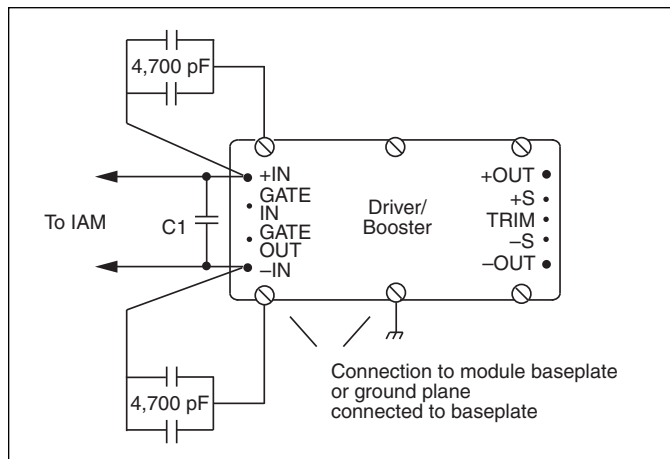 4,700 pF
+IN
GATE
IN
GATE
OUT
–IN
To IAM
C1
Driver/
Booster
+OUT
+S
TRIM
–S
–OUT
Connection to module baseplate
or ground plane
connected to baseplate
4,700 pF